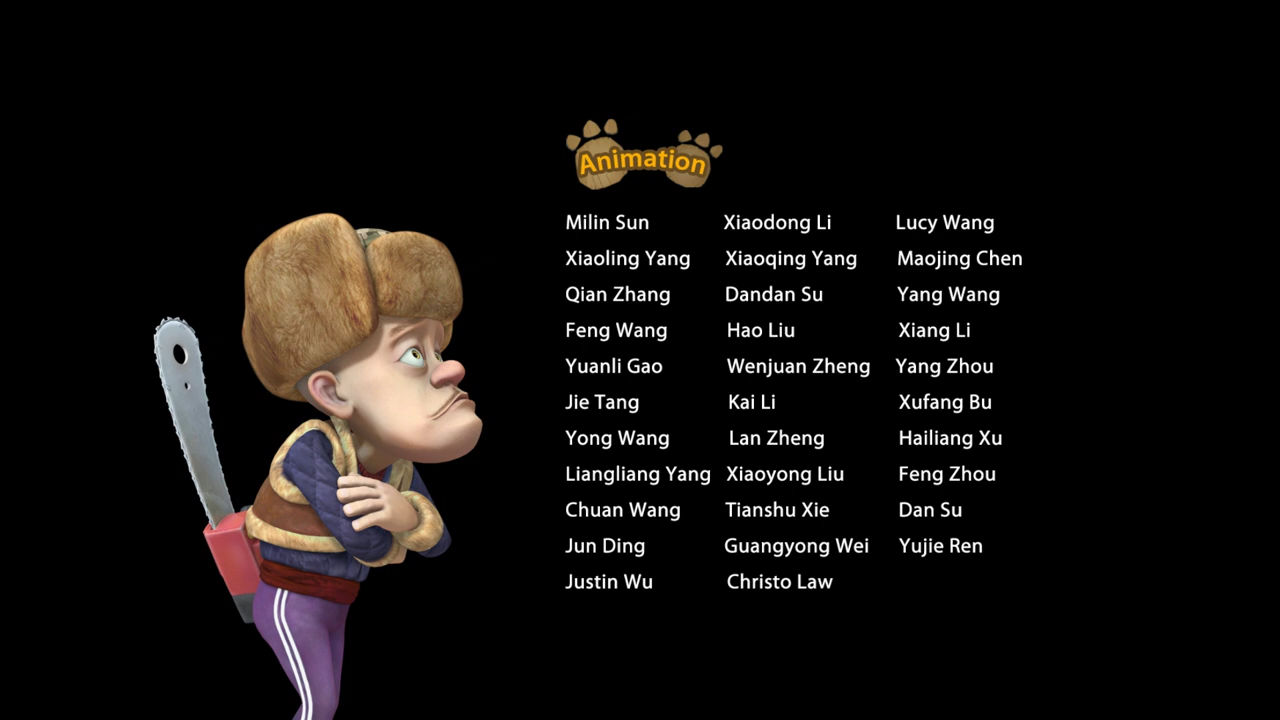 Animation
Milin Sun Xiaodong Li Lucy Wang
Xiaoling Yang Xiaoqing Yang Maojing Chen
Qian Zhang Dandan Su Yang Wang
Feng Wang Hao Liu Xiang Li
Yuanli Gao Wenjuan Zheng Yang Zhou
Jie Tang Kai Li Xufang Bu
Yong Wang Lan Zheng Hailiang Xu
Liangliang Yang Xiaoyong Liu Feng Zhou
Chuan Wang Tianshu Xie Dan Su
Jun Ding Guangyong Wei Yujie Ren
Justin Wu Christo Law